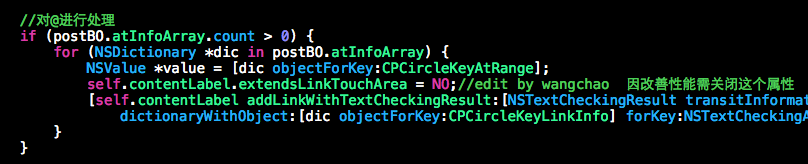 //对@进行处理
if (postBO.atInfoArray.count > 0) {
for (NSDictionary *dic in postBO.atInfoArray) {
NSValue *value = [dic objectForKey:CPCircleKeyAtRange];
self.contentLabel.extendsLinkTouchArea = NO;//edit by wangchao 因改善性能需关闭这个属性
[self.contentLabel addLinkWithTextCheckingResult:[NSTextCheckingResult transitInformat
dictionaryWithObject:[dic objectForKey:CPCircleKeyLinkInfo] forKey:NSTextCheckingA
}
}